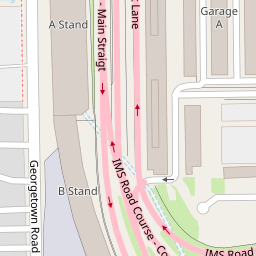 A Stand
- Main Straigt
Lane
Garage
A
Georgetown Road
B Stand
IMS Road Course - Co
IMS Road